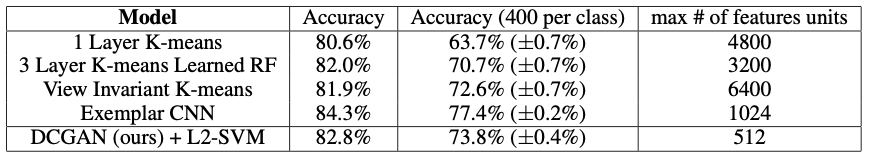 Model Accuracy Accuracy (400 per class) max # of features units
1 Layer K-means 80.6% 63.7% (±0.7%) 4800
3 Layer K-means Learned RF 82.0% 70.7% (±0.7%) 3200
View Invariant K-means 81.9% 72.6% (±0.7%) 6400
Exemplar CNN 84.3% 77.4% (±0.2%) 1024
DCGAN (ours) + L2-SVM 82.8% 73.8% (±0.4%) 512